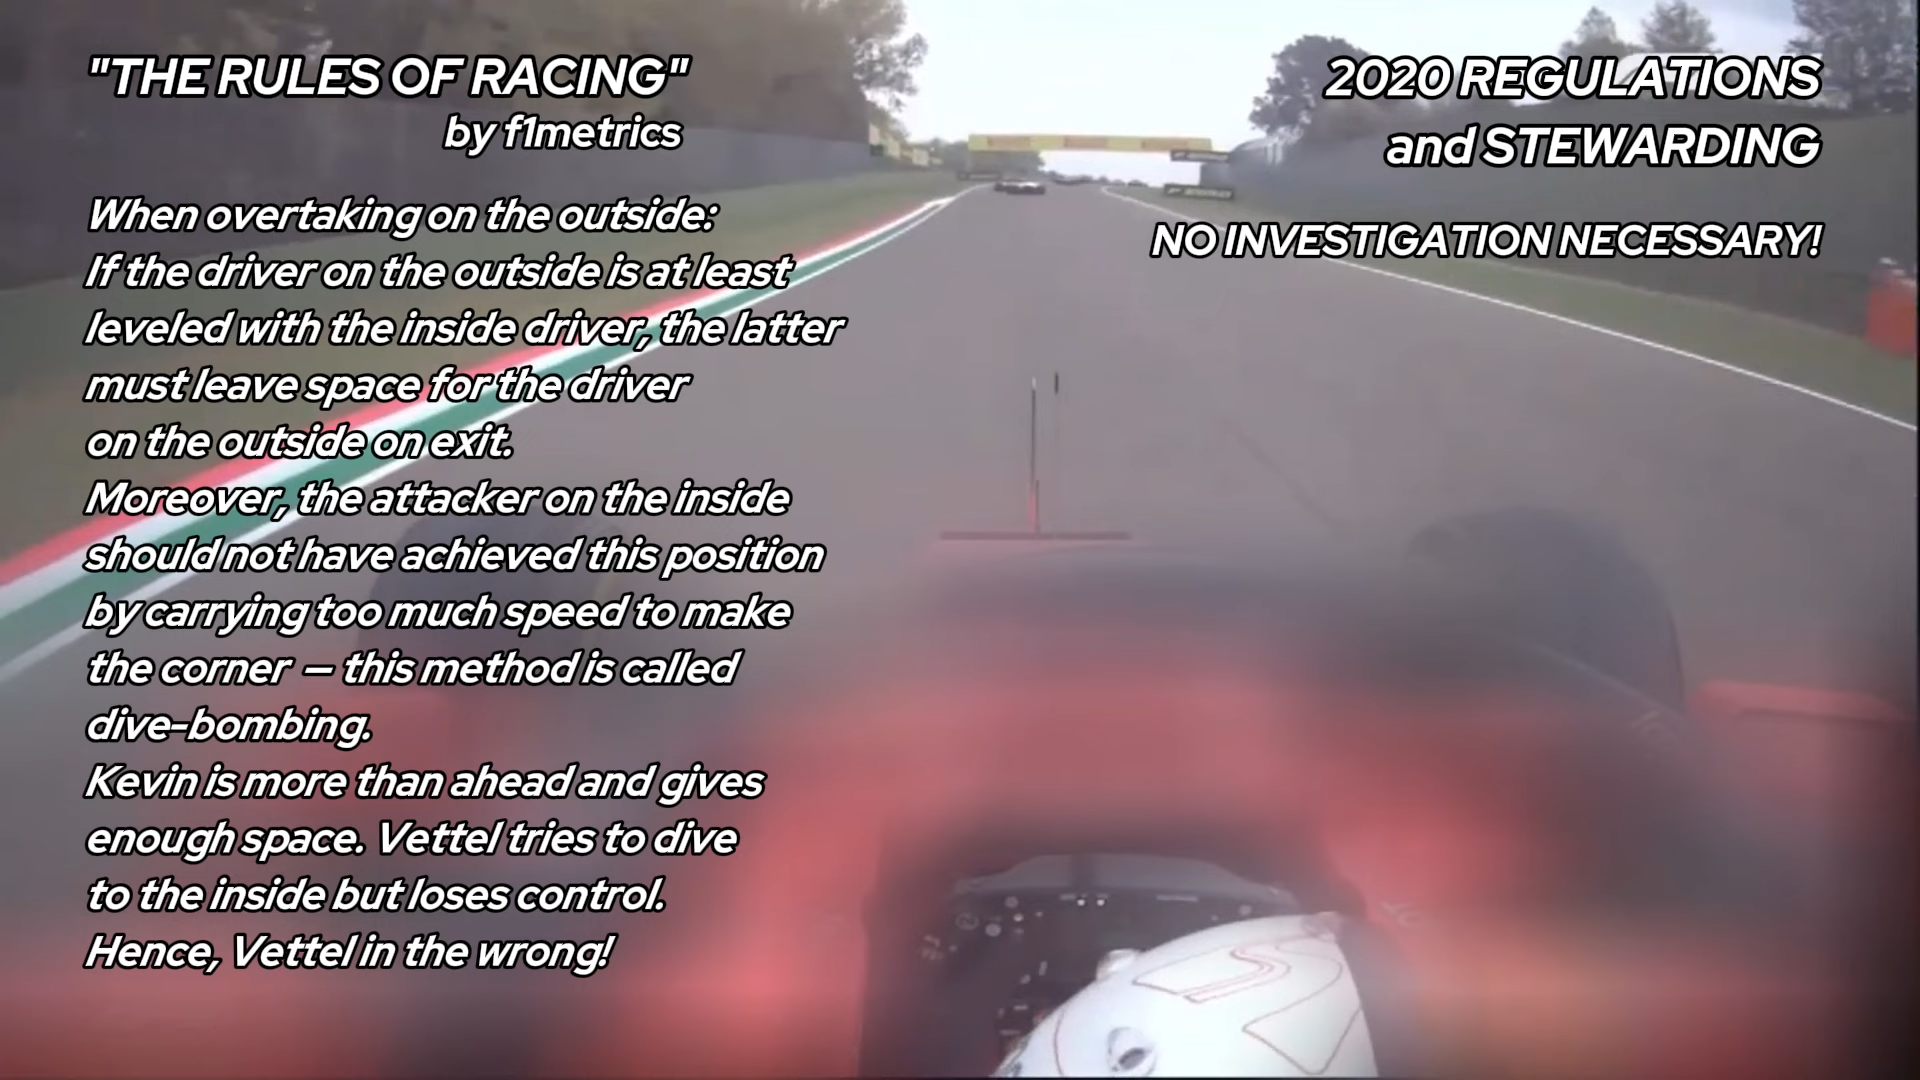 "THE RULES OF RACING"
by f1metrics
When overtaking on the outside:
If the driver on the outside is at least
leveled with the inside driver, the latter
must leave space for the driver
on the outside on exit.
Moreover, the attacker on the inside
should not have achieved this position
by carrying too much speed to make
the corner – this method is called
dive-bombing.
Kevin is more than ahead and gives
enough space. Vettel tries to dive
to the inside but loses control.
Hence, Vettel in the wrong!
2020 REGULATIONS
and STEWARDING
NO INVESTIGATION NECESSARY!